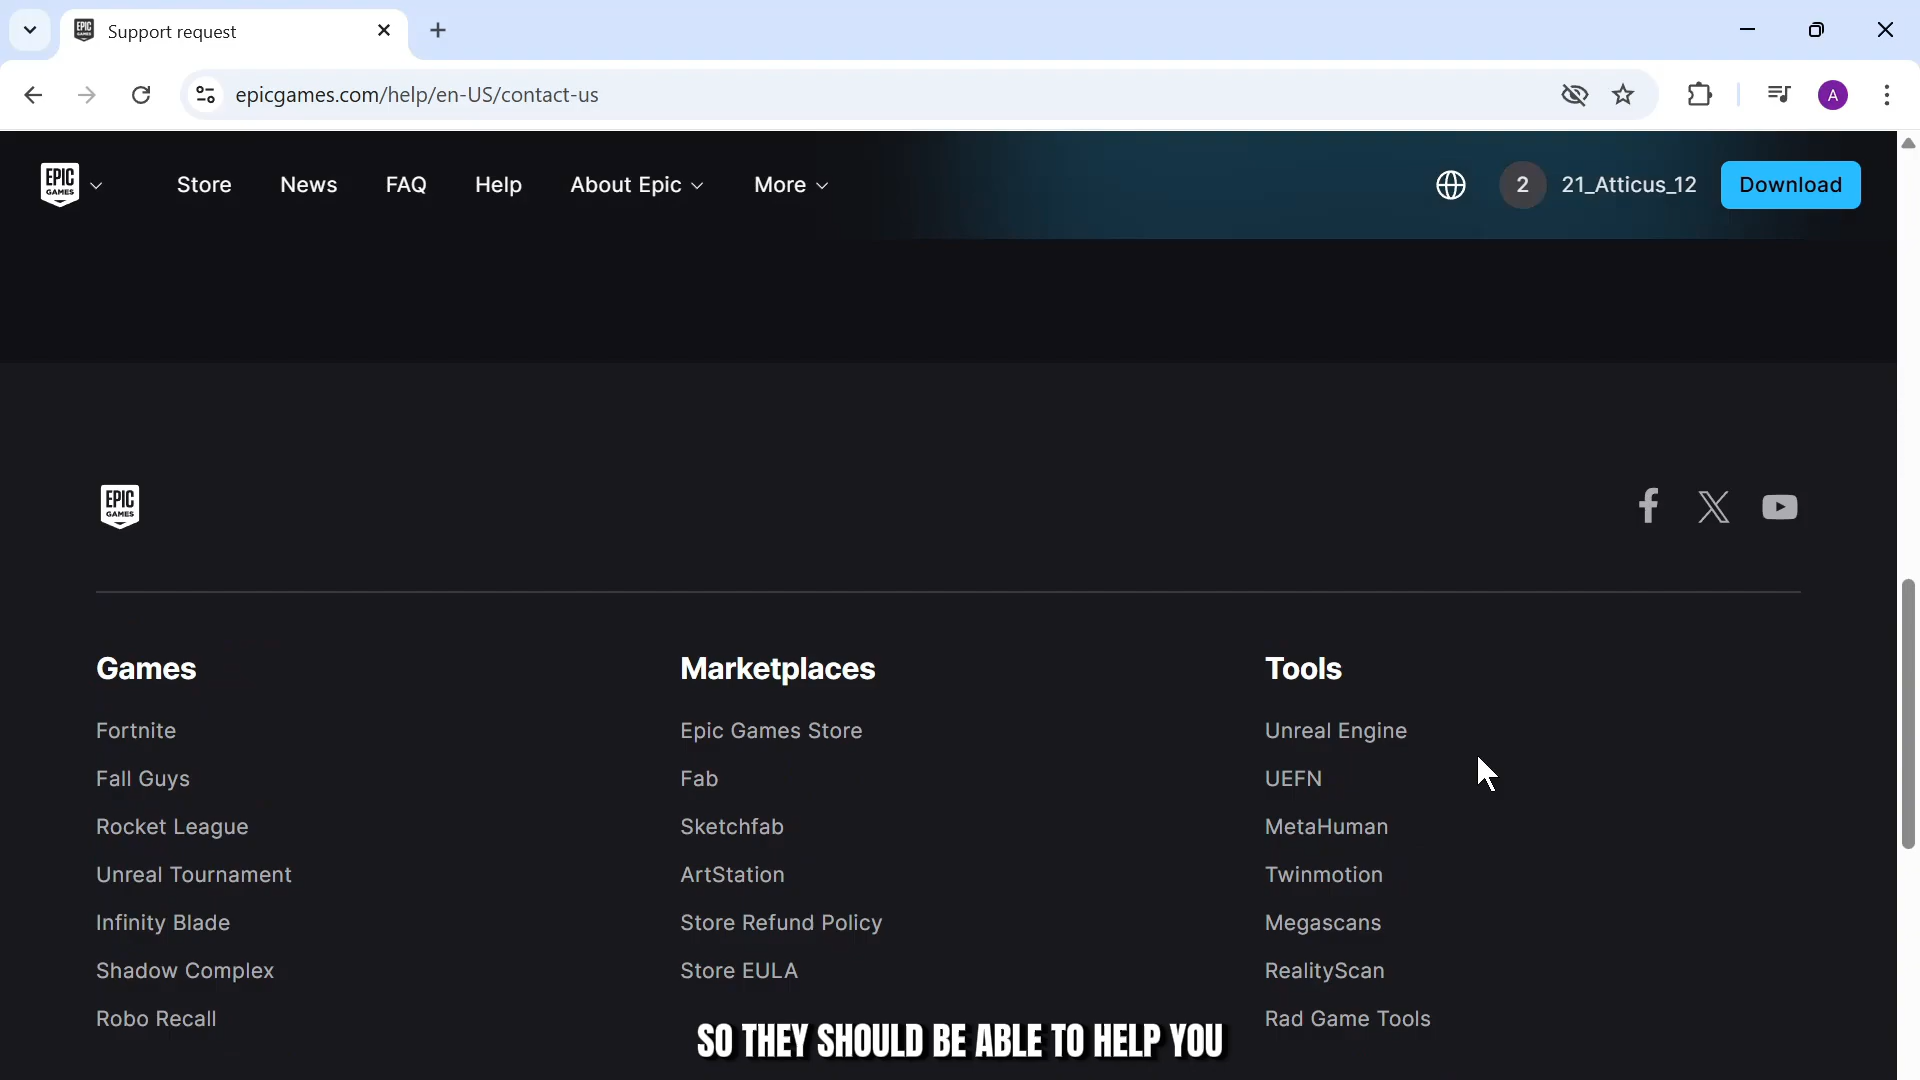 Support request
epicgames.com/help/en-US/contact-us
A
EPIC GAMES
Store
News
FAQ
Help
About Epic
More
2
21_Atticus_12
Download
EPIC GAMES
Games
Fortnite
Fall Guys
Rocket League
Unreal Tournament
Infinity Blade
Shadow Complex
Robo Recall
Marketplaces
Epic Games Store
Fab
Sketchfab
ArtStation
Store Refund Policy
Store EULA
Tools
Unreal Engine
UEFN
MetaHuman
Twinmotion
Megascans
RealityScan
Rad Game Tools
SO THEY SHOULD BE ABLE TO HELP YOU